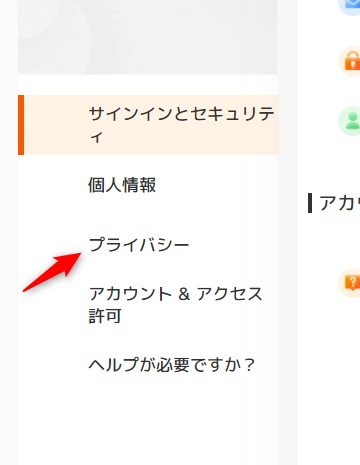 サインインとセキュリテ
ィ
個人情報
プライバシー
アカウント & アクセス
許可
ヘルプが必要ですか？
アカ